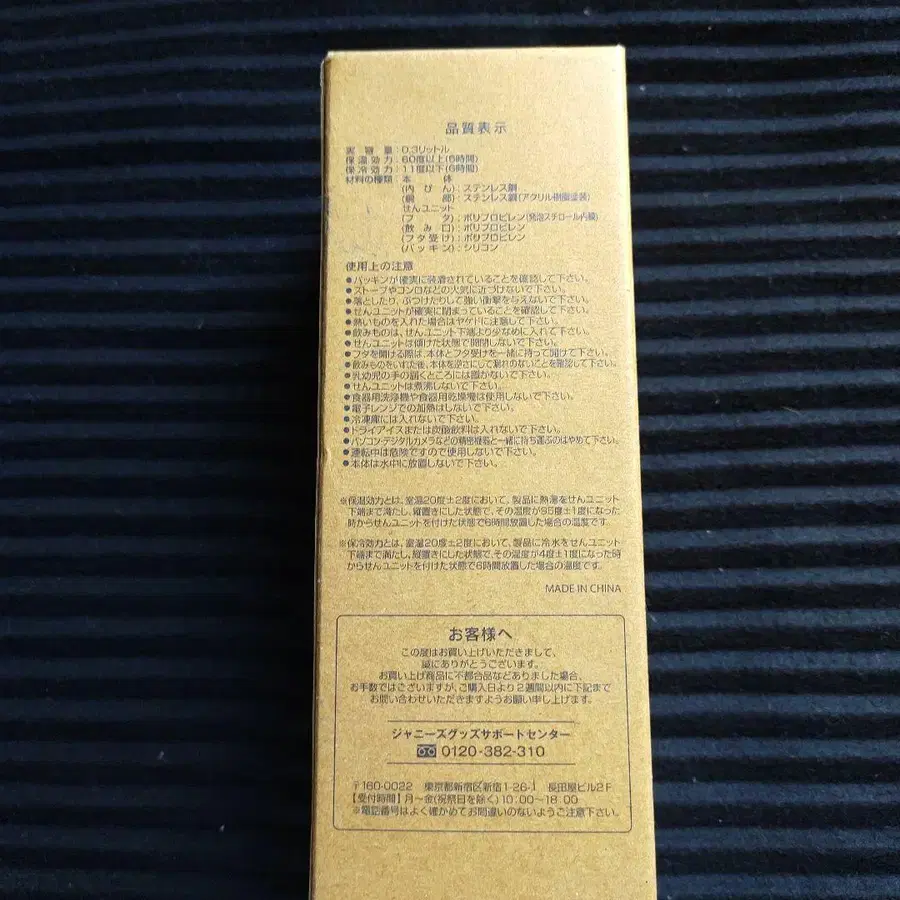 品質表示
実容量：0.3リットル
保温効力：60度以上(6時間)
保冷効力：11度以下(6時間)
材料の種類：本体
(内びん)：ステンレス鋼
(胴部)：ステンレス鋼(アクリル樹脂塗装)
せんユニット
(フタ)：ポリプロピレン(発泡スチロール内蔵)
(飲み口)：ポリプロピレン
(フタ受け)：ポリプロピレン
(パッキン)：シリコン
使用上の注意
●パッキンが確実に装着されていることを確認して下さい。
●ストーブやコンロなどの火気に近づけないで下さい。
●落としたり、ぶつけたりして強い衝撃を与えないで下さい。
●せんユニットが確実に閉まっていることを確認して下さい。
●熱いものを入れた場合はヤケドに注意して下さい。
●飲みものは、せんユニット下端より少なめに入れて下さい。
●せんユニットは傾けた状態で開閉しないで下さい。
●フタを開ける際は、本体とフタ受けを一緒に持って開けて下さい。
●飲みものをいれた後、本体を逆さにして漏れのないことを確認して下さい。
●乳幼児の手の届くところには置かないで下さい。
●せんユニットは煮沸しないで下さい。
●食器用洗浄機や食器用乾燥機は使用しないで下さい。
●電子レンジでの加熱はしないで下さい。
●冷凍庫には入れないで下さい。
●ドライアイスまたは炭酸飲料は入れないで下さい。
●パソコン・デジタルカメラなどの精密機器と一緒に持ち運ぶのはやめて下さい。
●運転中は危険ですので使用しないで下さい。
●本体は水中に放置しないで下さい。
※保温効力とは、室温20度±2度において、製品に熱湯をせんユニット
下端まで満たし、縦置きにした状態で、その温度が95度±1度になった
時からせんユニットを付けた状態で6時間放置した場合の温度です。
※保冷効力とは、室温20度±2度において、製品に冷水をせんユニット
下端まで満たし、縦置きにした状態で、その温度が4度±1度になった時
からせんユニットを付けた状態で6時間放置した場合の温度です。
MADE IN CHINA
お客様へ
この度はお買い上げいただきまして、
誠にありがとうございます。
お買い上げ商品に不都合品などありました場合、
お手数ではございますが、ご購入日より2週間以内に下記まで
お問い合わせいただきますようお願い申し上げます。
ジャニーズグッズサポートセンター
0120-382-310
〒160-0022 東京都新宿区新宿1-26-1 長田屋ビル2F
【受付時間】月〜金(祝祭日を除く)10:00〜18:00
※電話番号はよく確かめてお間違いのないようご注意下さい。